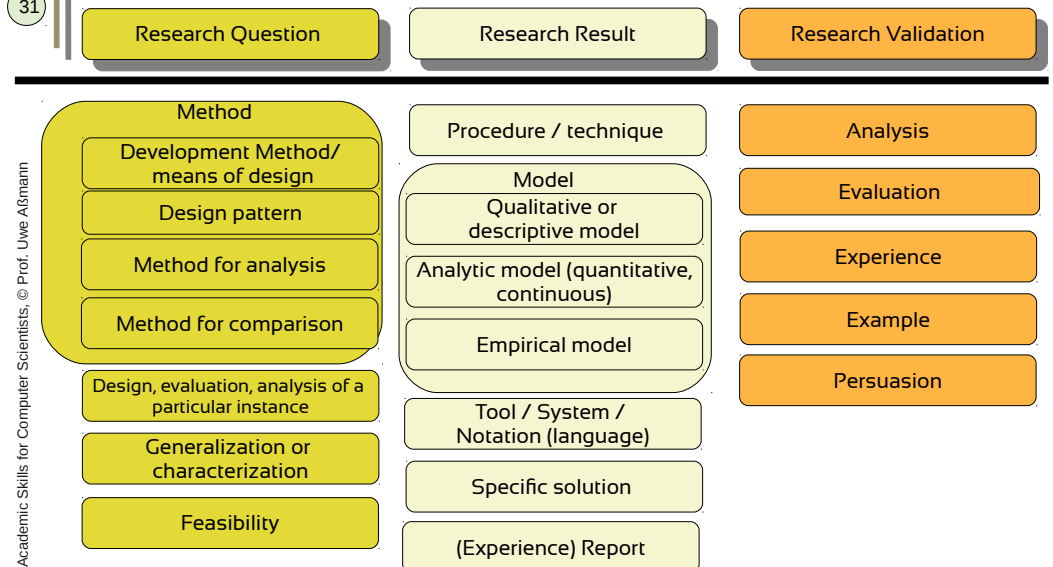 31
Research Question
Research Result
Research Validation
Method
Development Method/
means of design
Design pattern
Method for analysis
Method for comparison
Design, evaluation, analysis of a
particular instance
Generalization or
characterization
Feasibility
Procedure / technique
Model
Qualitative or
descriptive model
Analytic model (quantitative,
continuous)
Empirical model
Tool / System /
Notation (language)
Specific solution
(Experience) Report
Analysis
Evaluation
Experience
Example
Persuasion
Academic Skills for Computer Scientists, © Prof. Uwe Aßmann